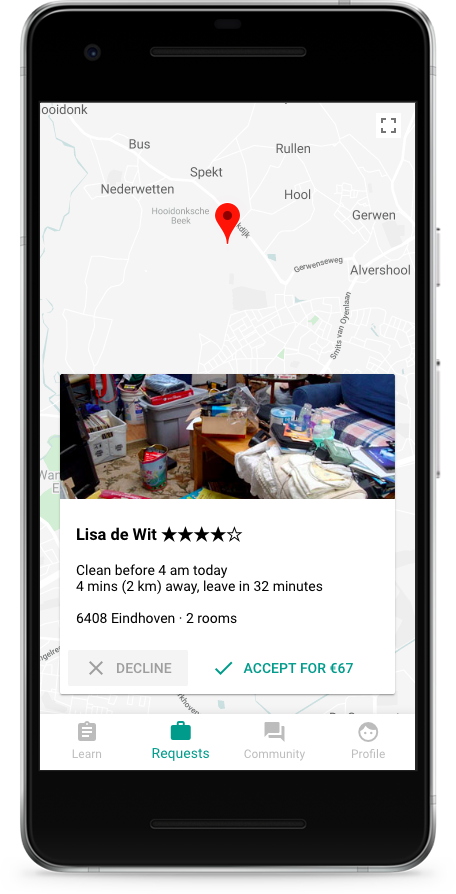 ooidonk
Bus
Rullen
Spekt
Nederwetten
Hool
Hooidonksche
Beek
Gerwen
Gerwenseweg
Alvershool
Smits van Oyenlaan
Lisa de Wit ★★★★☆
Clean before 4 am today
4 mins (2 km) away, leave in 32 minutes
6408 Eindhoven · 2 rooms
DECLINE
ACCEPT FOR €67
Learn
Requests
Community
Profile